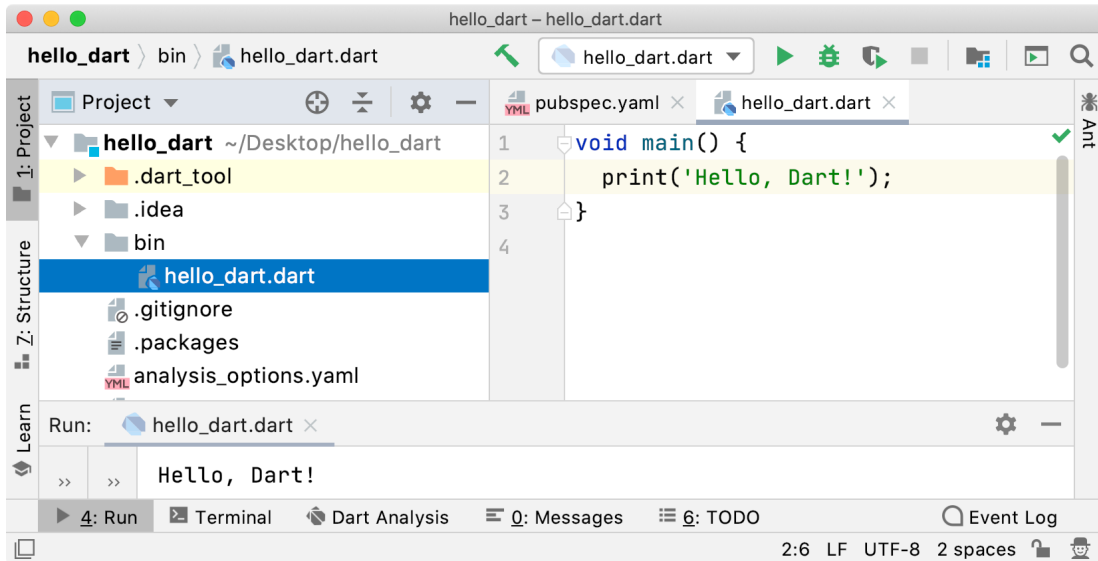 hello_dart – hello_dart.dart
hello_dart 〉 bin 〉 hello_dart.dart
hello_dart.dart
1: Project
Z: Structure
Learn
Project
hello_dart ~/Desktop/hello_dart
.dart_tool
.idea
bin
hello_dart.dart
.gitignore
.packages
YML analysis_options.yaml
YML pubspec.yaml
hello_dart.dart
1 void main() {
2 print('Hello, Dart!');
3 }
4
Ant
Run: hello_dart.dart
›› ›› Hello, Dart!
4: Run Terminal Dart Analysis 0: Messages 6: TODO Event Log
2:6 LF UTF-8 2 spaces